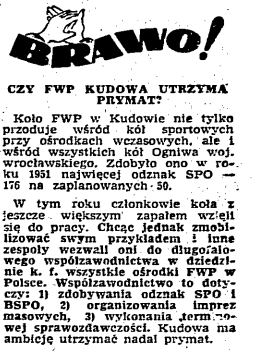 BRAWO!
CZY FWP KUDOWA UTRZYMA
PRYMAT?
Koło FWP w Kudowie nie tylko
przoduje wśród kół sportowych
przy ośrodkach wczasowych, ale i
wśród wszystkich kół Ogniwa woj.
wrocławskiego. Zdobyło ono w ro-
ku 1951 najwięcej odznak SPO —
176 na zaplanowanych 50.
W tym roku członkowie koła z
jeszcze większym zapałem wzięli
się do pracy. Chcąc jednak zmobi-
lizować swym przykładem i inne
zespoły wezwali oni do długofalo-
wego współzawodnictwa w dziedzi-
nie k. f. wszystkie ośrodki FWP w
Polsce. Współzawodnictwo to doty-
czy: 1) zdobywania odznak SPO i
BSPO, 2) organizowania imprez
masowych, 3) wykonania termino-
wej sprawozdawczości. Kudowa ma
ambicję utrzymać nadal prymat.